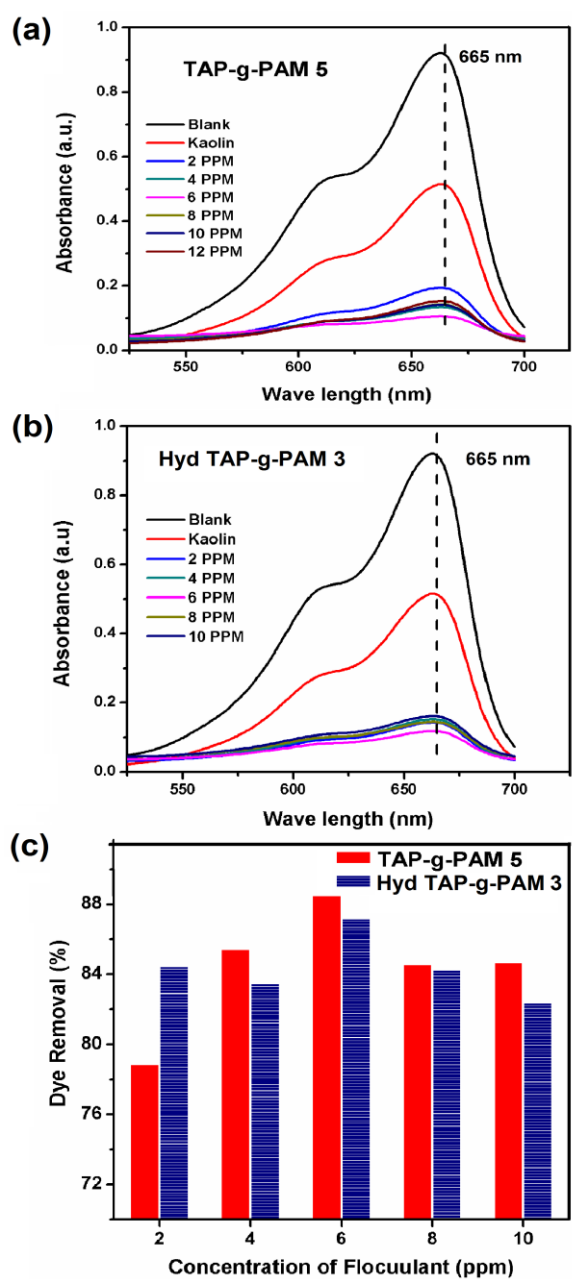 (a)
TAP-g-PAM 5
665 nm
Blank
Kaolin
2 PPM
4 PPM
6 PPM
8 PPM
10 PPM
12 PPM
Absorbance (a.u.)
1.0
0.8
0.6
0.4
0.2
0.0
550
600
650
700
Wave length (nm)
(b)
Hyd TAP-g-PAM 3
665 nm
Blank
Kaolin
2 PPM
4 PPM
6 PPM
8 PPM
10 PPM
Absorbance (a.u)
1.0
0.8
0.6
0.4
0.2
0.0
550
600
650
700
Wave length (nm)
(c)
TAP-g-PAM 5
Hyd TAP-g-PAM 3
Dye Removal (%)
88
84
80
76
72
2
4
6
8
10
Concentration of Flocuulant (ppm)